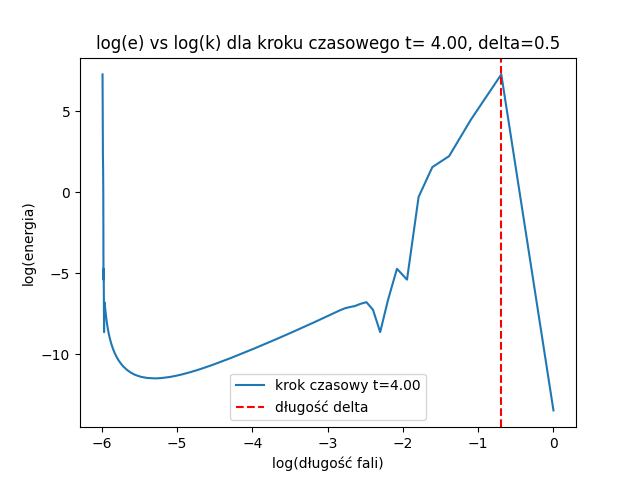 log(e) vs log(k) dla kroku czasowego t= 4.00, delta=0.5
log(energia)
5
0
−5
−10
krok czasowy t=4.00
długość delta
−6 −5 −4 −3 −2 −1 0
log(długość fali)